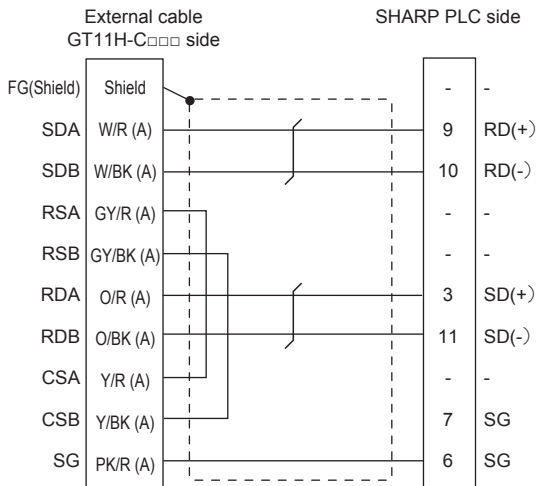 External cable
GT11H-C□□□ side
SHARP PLC side
FG(Shield) Shield - -
SDA W/R (A) 9 RD(+)
SDB W/BK (A) 10 RD(-)
RSA GY/R (A) - -
RSB GY/BK (A) - -
RDA O/R (A) 3 SD(+)
RDB O/BK (A) 11 SD(-)
CSA Y/R (A) - -
CSB Y/BK (A) 7 SG
SG PK/R (A) 6 SG